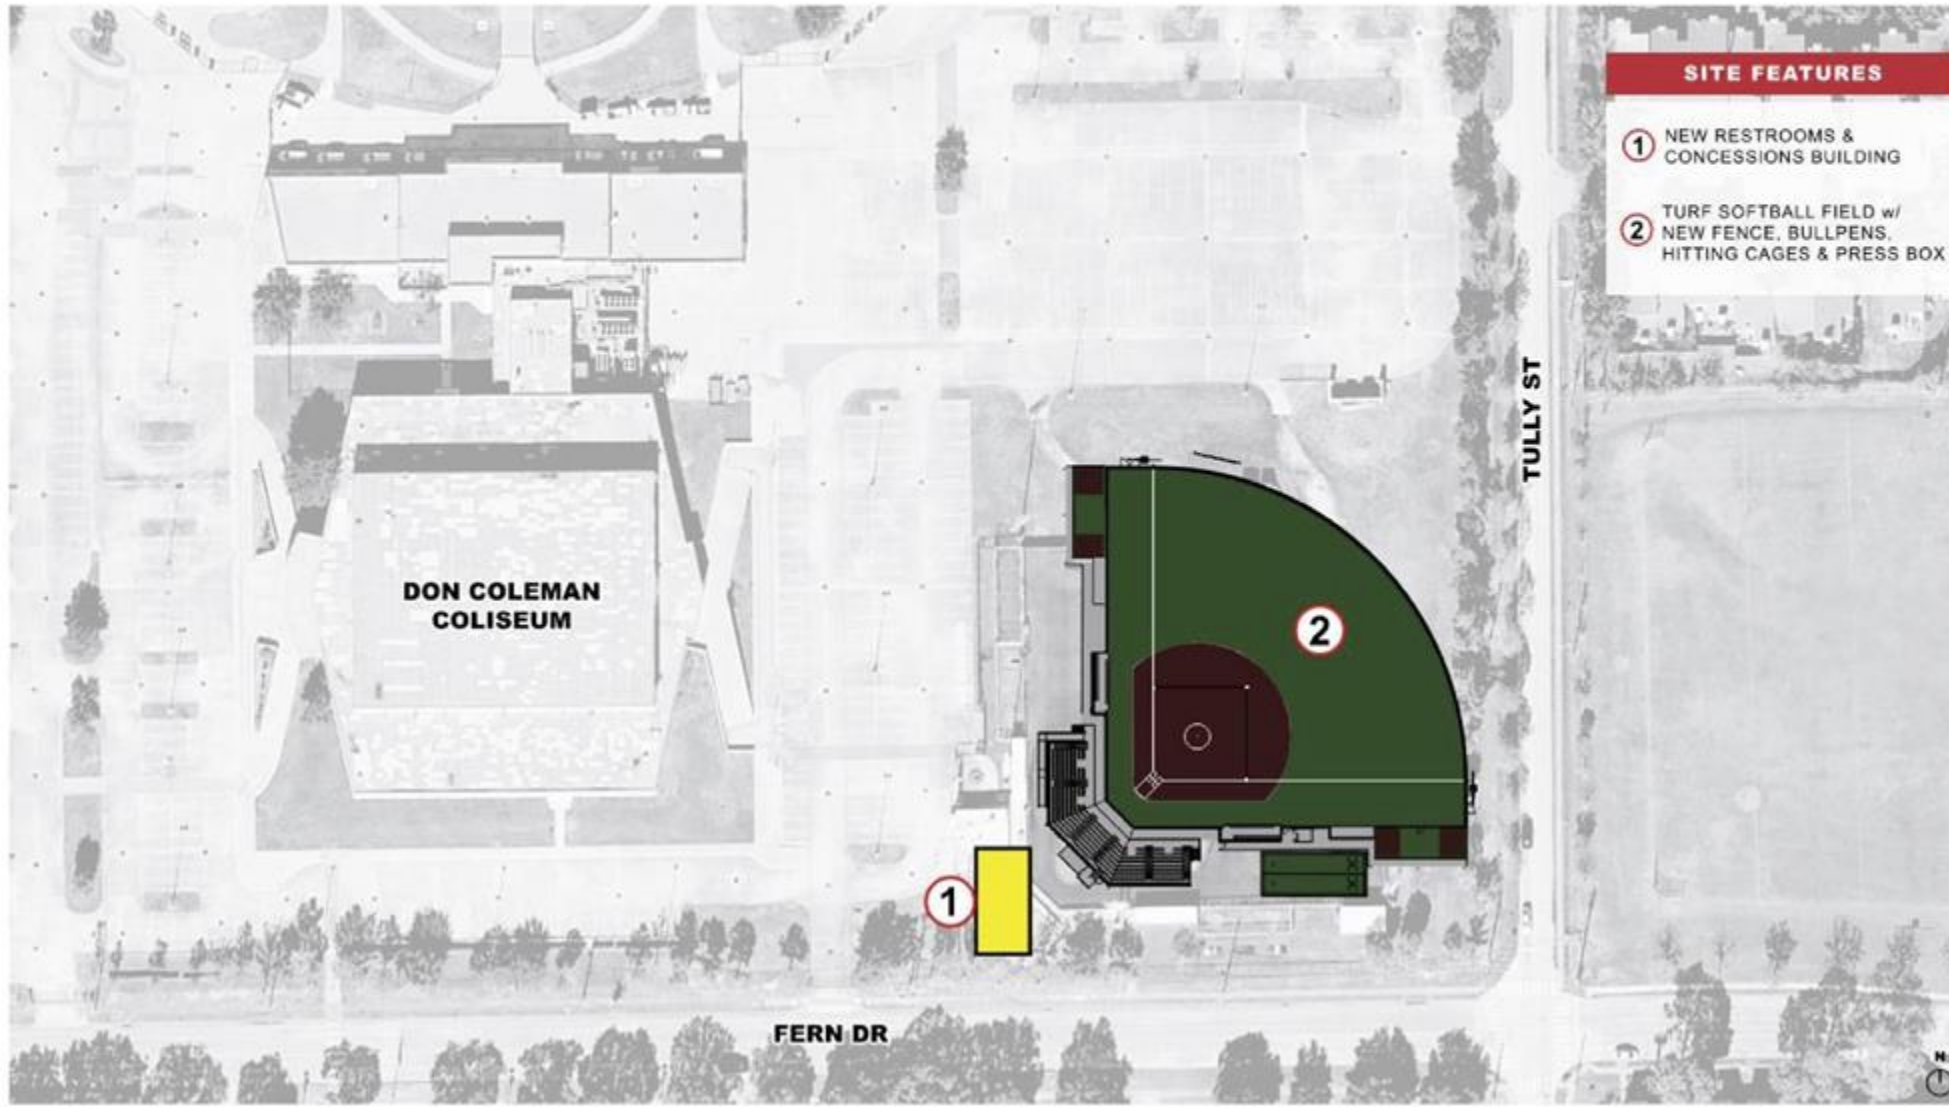 SITE FEATURES
1 NEW RESTROOMS &
CONCESSIONS BUILDING
2 TURF SOFTBALL FIELD w/
NEW FENCE, BULLPENS,
HITTING CAGES & PRESS BOX
TULLY ST
DON COLEMAN
COLISEUM
2
1
FERN DR
N